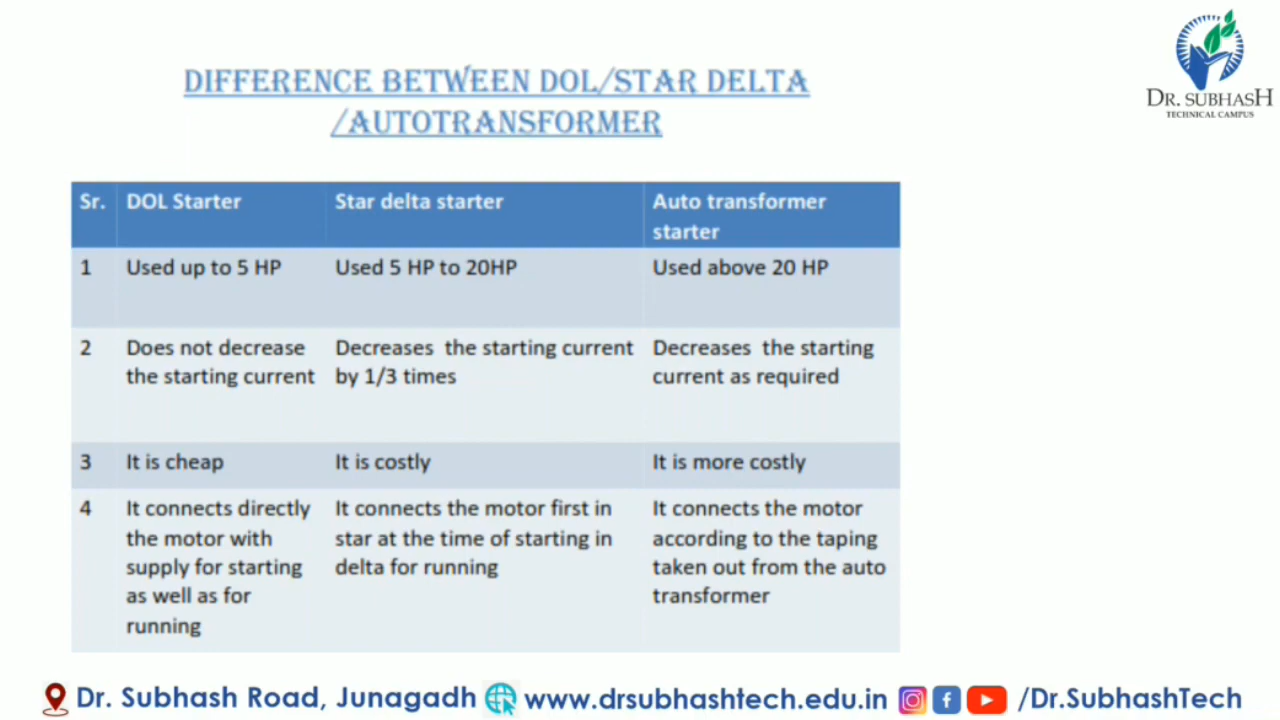 DR. SUBHASH
TECHNICAL CAMPUS
DIFFERENCE BETWEEN DOL/STAR DELTA
/AUTOTRANSFORMER
Sr. DOL Starter Star delta starter Auto transformer
starter
1 Used up to 5 HP Used 5 HP to 20HP Used above 20 HP
2 Does not decrease Decreases the starting current Decreases the starting
the starting current by 1/3 times current as required
3 It is cheap It is costly It is more costly
4 It connects directly It connects the motor first in It connects the motor
the motor with star at the time of starting in according to the taping
supply for starting delta for running taken out from the auto
as well as for transformer
running
Dr. Subhash Road, Junagadh www.drsubhashtech.edu.in /Dr.SubhashTech